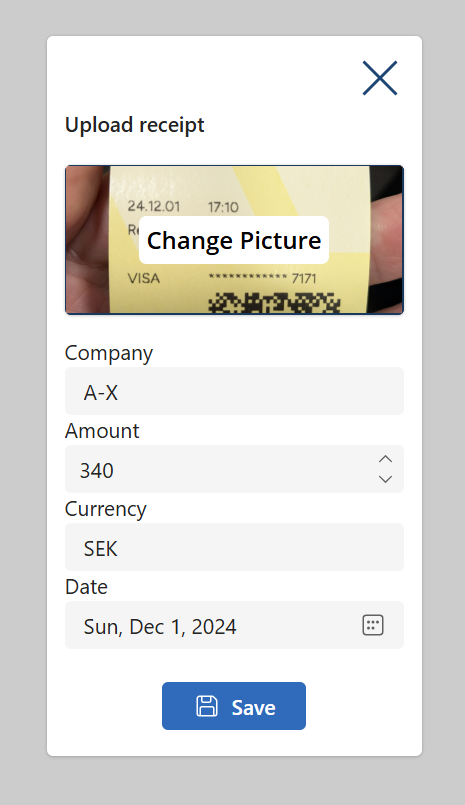 Upload receipt
24.12.01 17:10
Change Picture
VISA ************ 7171
Company
A-X
Amount
340
Currency
SEK
Date
Sun, Dec 1, 2024
Save